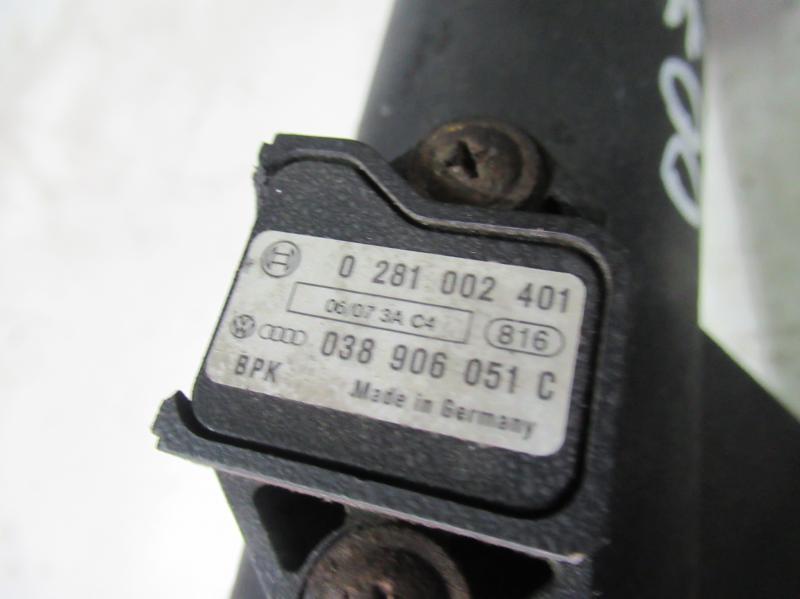 0 281 002 401
06/07 3A C4
816
038 906 051 C
BPK
Made in Germany